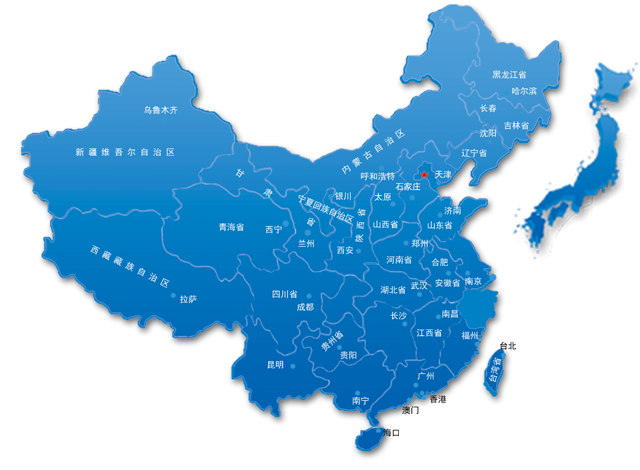 黑龙江省
哈尔滨
乌鲁木齐
长春
吉林省
沈阳
内蒙古自治区
新疆维吾尔自治区
辽宁省
甘肃省
呼和浩特
天津
石家庄
宁夏回族自治区
银川
太原
济南
陕西省
山西省
山东省
青海省
西宁
兰州
西安
郑州
河南省
合肥
西藏藏族自治区
安徽省
南京
四川省
湖北省
武汉
拉萨
成都
长沙
南昌
江西省
福州
贵州省
台北
贵阳
昆明
台湾省
广州
南宁
香港
澳门
海口